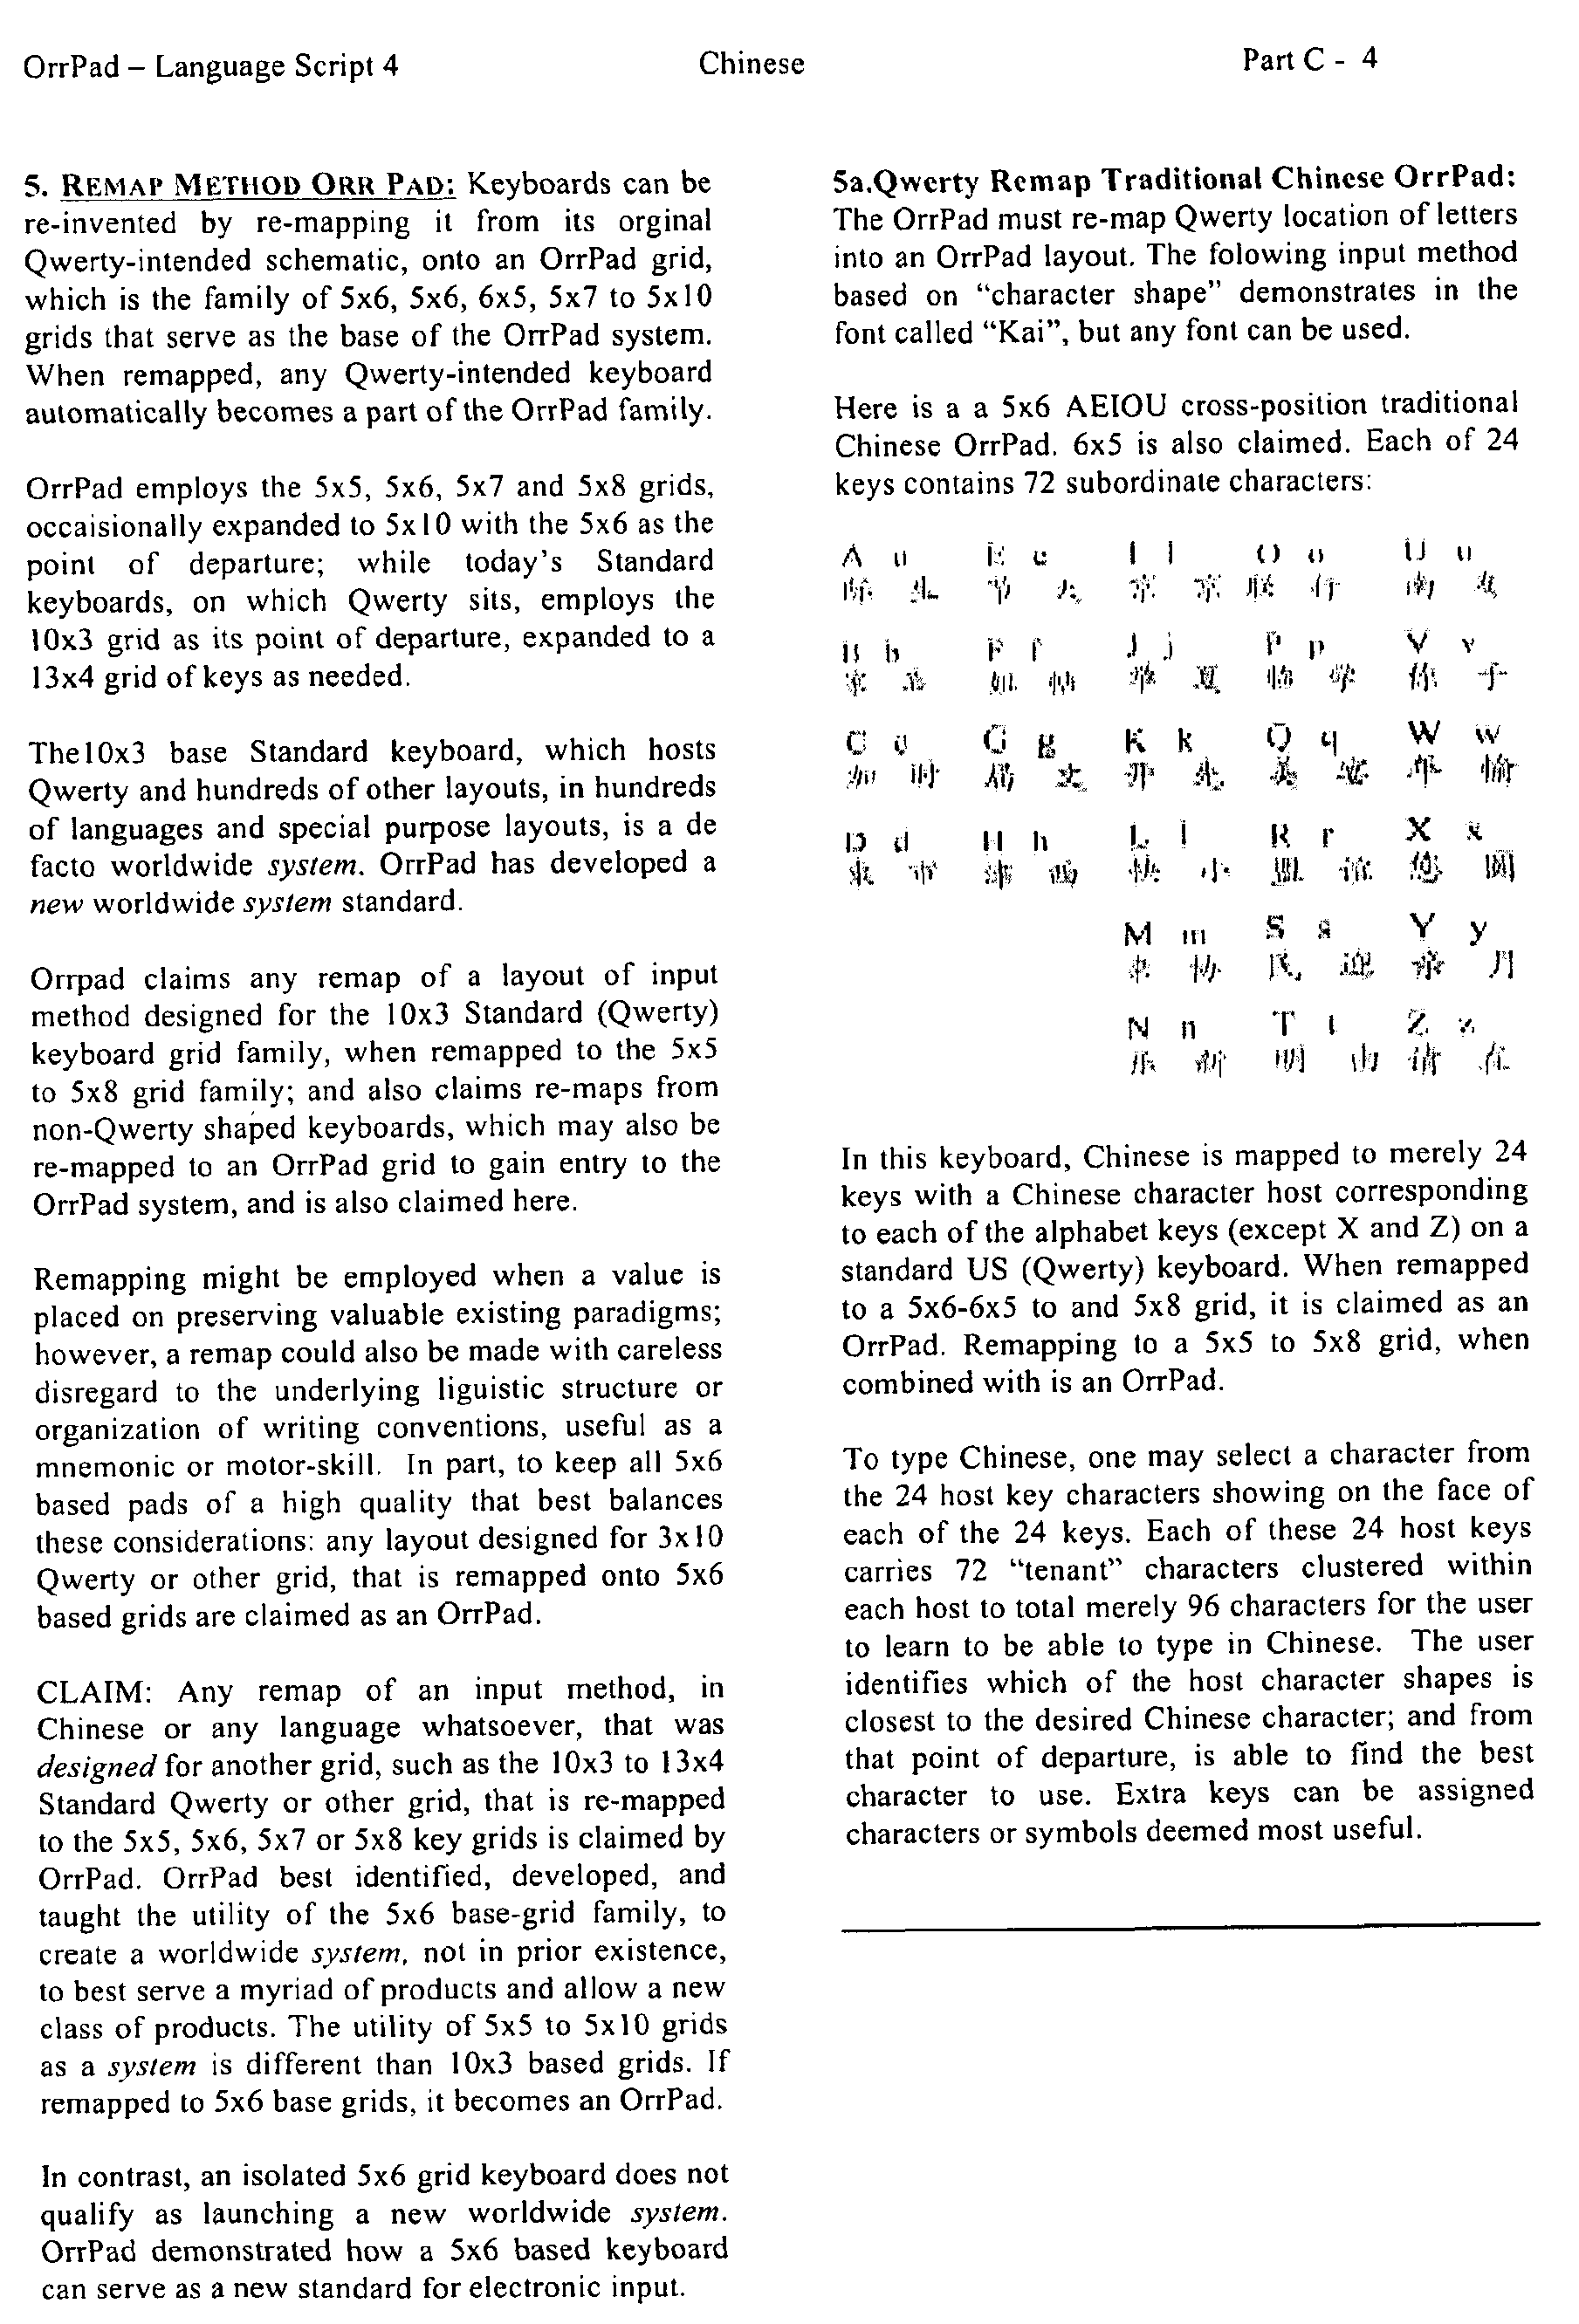 OrrPad – Language Script 4
Chinese
Part C - 4
5. REMAP METHOD ORR PAD: Keyboards can be
re-invented by re-mapping it from its orginal
Qwerty-intended schematic, onto an OrrPad grid,
which is the family of 5x6, 5x6, 6x5, 5x7 to 5x10
grids that serve as the base of the OrrPad system.
When remapped, any Qwerty-intended keyboard
automatically becomes a part of the OrrPad family.
OrrPad employs the 5x5, 5x6, 5x7 and 5x8 grids,
occaisionally expanded to 5x10 with the 5x6 as the
point of departure; while today’s Standard
keyboards, on which Qwerty sits, employs the
10x3 grid as its point of departure, expanded to a
13x4 grid of keys as needed.
The10x3 base Standard keyboard, which hosts
Qwerty and hundreds of other layouts, in hundreds
of languages and special purpose layouts, is a de
facto worldwide system. OrrPad has developed a
new worldwide system standard.
Orrpad claims any remap of a layout of input
method designed for the 10x3 Standard (Qwerty)
keyboard grid family, when remapped to the 5x5
to 5x8 grid family; and also claims re-maps from
non-Qwerty shaped keyboards, which may also be
re-mapped to an OrrPad grid to gain entry to the
OrrPad system, and is also claimed here.
Remapping might be employed when a value is
placed on preserving valuable existing paradigms;
however, a remap could also be made with careless
disregard to the underlying liguistic structure or
organization of writing conventions, useful as a
mnemonic or motor-skill. In part, to keep all 5x6
based pads of a high quality that best balances
these considerations: any layout designed for 3x10
Qwerty or other grid, that is remapped onto 5x6
based grids are claimed as an OrrPad.
CLAIM: Any remap of an input method, in
Chinese or any language whatsoever, that was
designed for another grid, such as the 10x3 to 13x4
Standard Qwerty or other grid, that is re-mapped
to the 5x5, 5x6, 5x7 or 5x8 key grids is claimed by
OrrPad. OrrPad best identified, developed, and
taught the utility of the 5x6 base-grid family, to
create a worldwide system, not in prior existence,
to best serve a myriad of products and allow a new
class of products. The utility of 5x5 to 5x10 grids
as a system is different than 10x3 based grids. If
remapped to 5x6 base grids, it becomes an OrrPad.
In contrast, an isolated 5x6 grid keyboard does not
qualify as launching a new worldwide system.
OrrPad demonstrated how a 5x6 based keyboard
can serve as a new standard for electronic input.
5a.Qwerty Remap Traditional Chinese OrrPad:
The OrrPad must re-map Qwerty location of letters
into an OrrPad layout. The folowing input method
based on “character shape” demonstrates in the
font called “Kai”, but any font can be used.
Here is a a 5x6 AEIOU cross-position traditional
Chinese OrrPad. 6x5 is also claimed. Each of 24
keys contains 72 subordinate characters:
A E e I O o U u
B b F f J j P p V v
子
C G g K k Q q W w
D d H h L l R r X x
小
M m S s Y y
月
N n T t Z z
明 山
In this keyboard, Chinese is mapped to merely 24
keys with a Chinese character host corresponding
to each of the alphabet keys (except X and Z) on a
standard US (Qwerty) keyboard. When remapped
to a 5x6-6x5 to and 5x8 grid, it is claimed as an
OrrPad. Remapping to a 5x5 to 5x8 grid, when
combined with is an OrrPad.
To type Chinese, one may select a character from
the 24 host key characters showing on the face of
each of the 24 keys. Each of these 24 host keys
carries 72 “tenant” characters clustered within
each host to total merely 96 characters for the user
to learn to be able to type in Chinese. The user
identifies which of the host character shapes is
closest to the desired Chinese character; and from
that point of departure, is able to find the best
character to use. Extra keys can be assigned
characters or symbols deemed most useful.